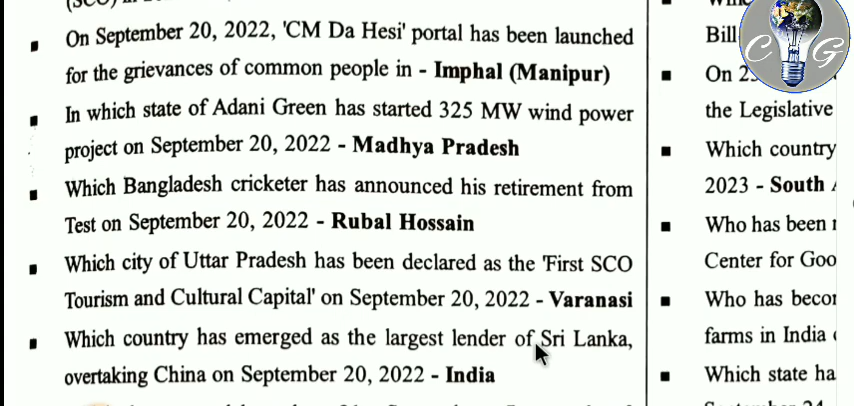 (SCO)
On September 20, 2022, 'CM Da Hesi' portal has been launched
for the grievances of common people in - Imphal (Manipur)
In which state of Adani Green has started 325 MW wind power
project on September 20, 2022 - Madhya Pradesh
Which Bangladesh cricketer has announced his retirement from
Test on September 20, 2022 - Rubal Hossain
Which city of Uttar Pradesh has been declared as the 'First SCO
Tourism and Cultural Capital' on September 20, 2022 - Varanasi
Which country has emerged as the largest lender of Sri Lanka,
overtaking China on September 20, 2022 - India
Bill
On 2
the Legislative
Which country
2023 - South
Who has been
Center for Goo
Who has becor
farms in India
Which state ha
C G